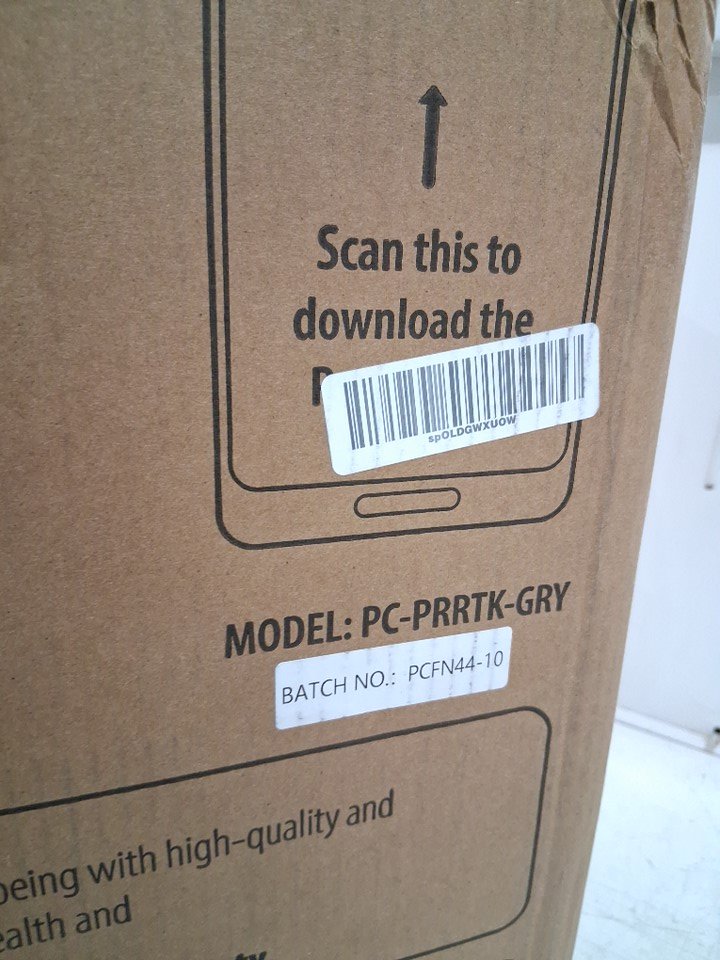 Scan this to
download the
spOLDGWXUOW
MODEL: PC-PRRTK-GRY
BATCH NO.: PCFN44-10
being with high-quality and
health and